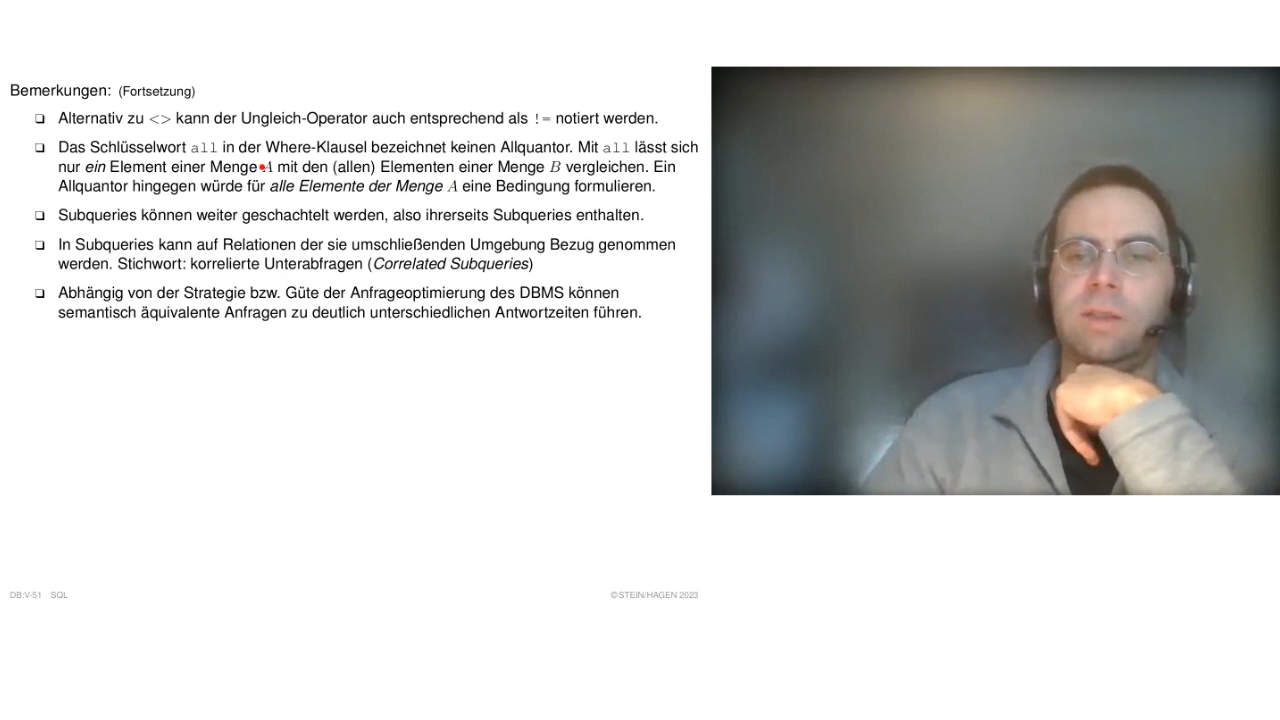 Bemerkungen: (Fortsetzung)
❑ Alternativ zu <> kann der Ungleich-Operator auch entsprechend als != notiert werden.
❑ Das Schlüsselwort all in der Where-Klausel bezeichnet keinen Allquantor. Mit all lässt sich
nur ein Element einer Menge A mit den (allen) Elementen einer Menge B vergleichen. Ein
Allquantor hingegen würde für alle Elemente der Menge A eine Bedingung formulieren.
❑ Subqueries können weiter geschachtelt werden, also ihrerseits Subqueries enthalten.
❑ In Subqueries kann auf Relationen der sie umschließenden Umgebung Bezug genommen
werden. Stichwort: korrelierte Unterabfragen (Correlated Subqueries)
❑ Abhängig von der Strategie bzw. Güte der Anfrageoptimierung des DBMS können
semantisch äquivalente Anfragen zu deutlich unterschiedlichen Antwortzeiten führen.
DB:V-51 SQL ©STEIN/HAGEN 2023